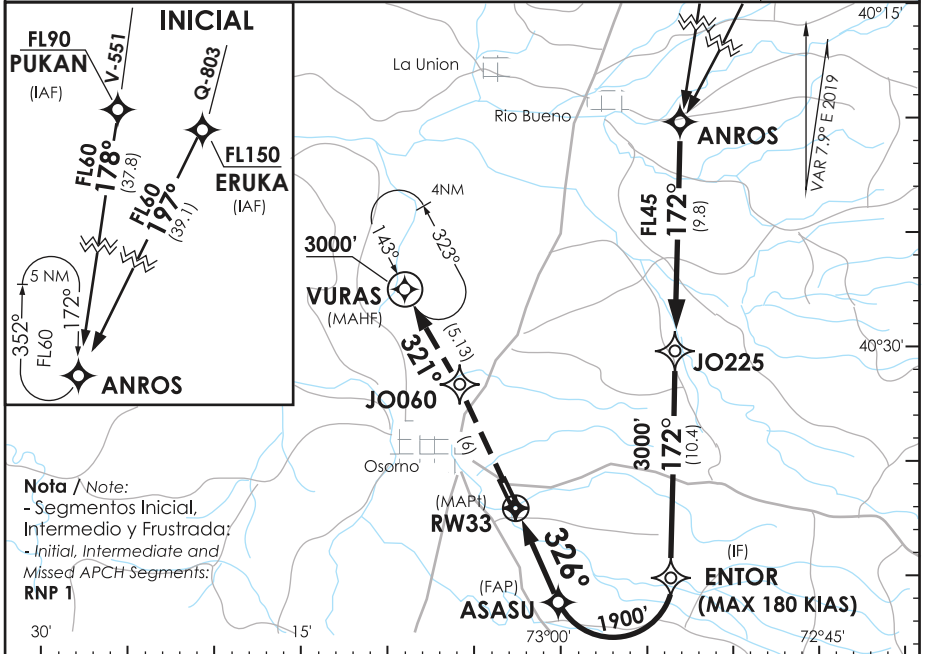 INICIAL
FL90
PUKAN
(IAF)
V-551
Q-803
FL150
ERUKA
(IAF)
FL60
178°
(37.8)
FL60
197°
(39.1)
5 NM
352°
FL60
172°
ANROS
40°15'
La Union
Rio Bueno
ANROS
VAR 7.9° E 2019
FL45
172°
(9.8)
4NM
143°
323°
3000'
VURAS
(MAHF)
(5.13)
321°
JO060
40°30'
JO225
3000'
172°
(10.4)
(6)
Osorno
(MAPt)
RW33
326°
(FAP)
ASASU
1900'
(IF)
ENTOR
(MAX 180 KIAS)
Nota / Note:
- Segmentos Inicial,
Intermedio y Frustrada:
- Initial, Intermediate and
Missed APCH Segments:
RNP 1
30'
15'
73°00'
72°45'